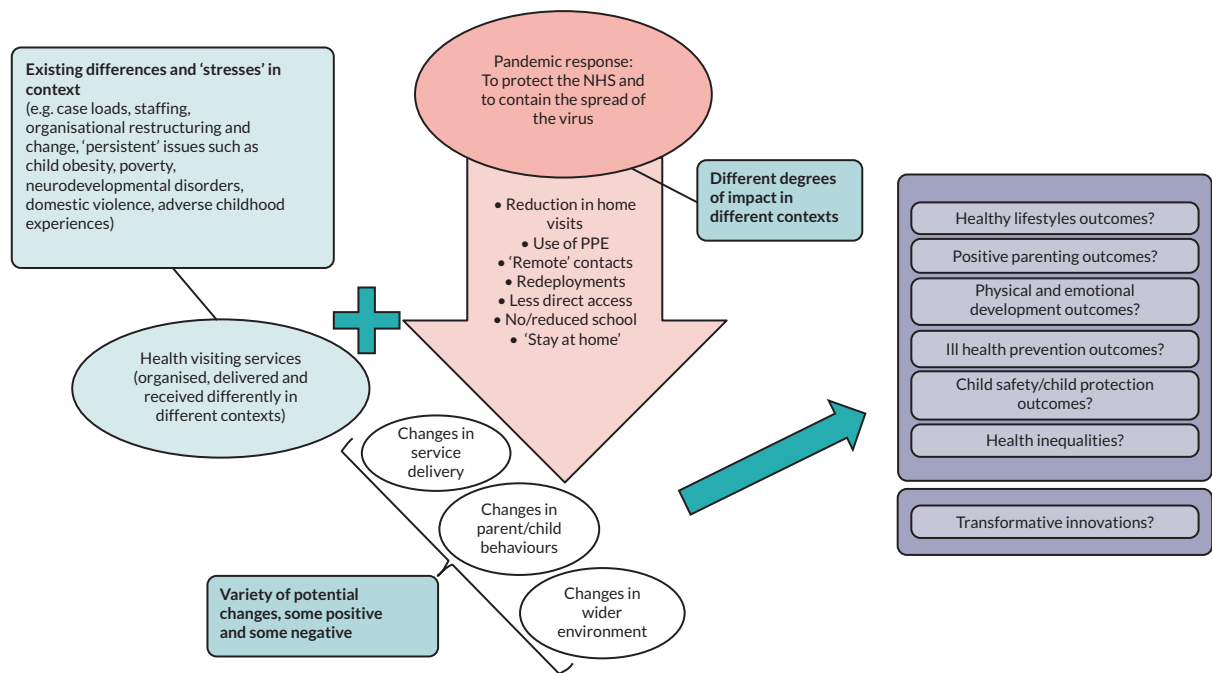 Existing differences and ‘stresses’ in
context
(e.g. case loads, staffing,
organisational restructuring and
change, ‘persistent’ issues such as
child obesity, poverty,
neurodevelopmental disorders,
domestic violence, adverse childhood
experiences)
Health visiting services
(organised, delivered and
received differently in
different contexts)
Pandemic response:
To protect the NHS and
to contain the spread of
the virus
Different degrees
of impact in
different contexts
• Reduction in home
visits
• Use of PPE
• ‘Remote’ contacts
• Redeployments
• Less direct access
• No/reduced school
• ‘Stay at home’
Changes in
service
delivery
Changes in
parent/child
behaviours
Changes in
wider
environment
Variety of potential
changes, some positive
and some negative
Healthy lifestyles outcomes?
Positive parenting outcomes?
Physical and emotional
development outcomes?
Ill health prevention outcomes?
Child safety/child protection
outcomes?
Health inequalities?
Transformative innovations?